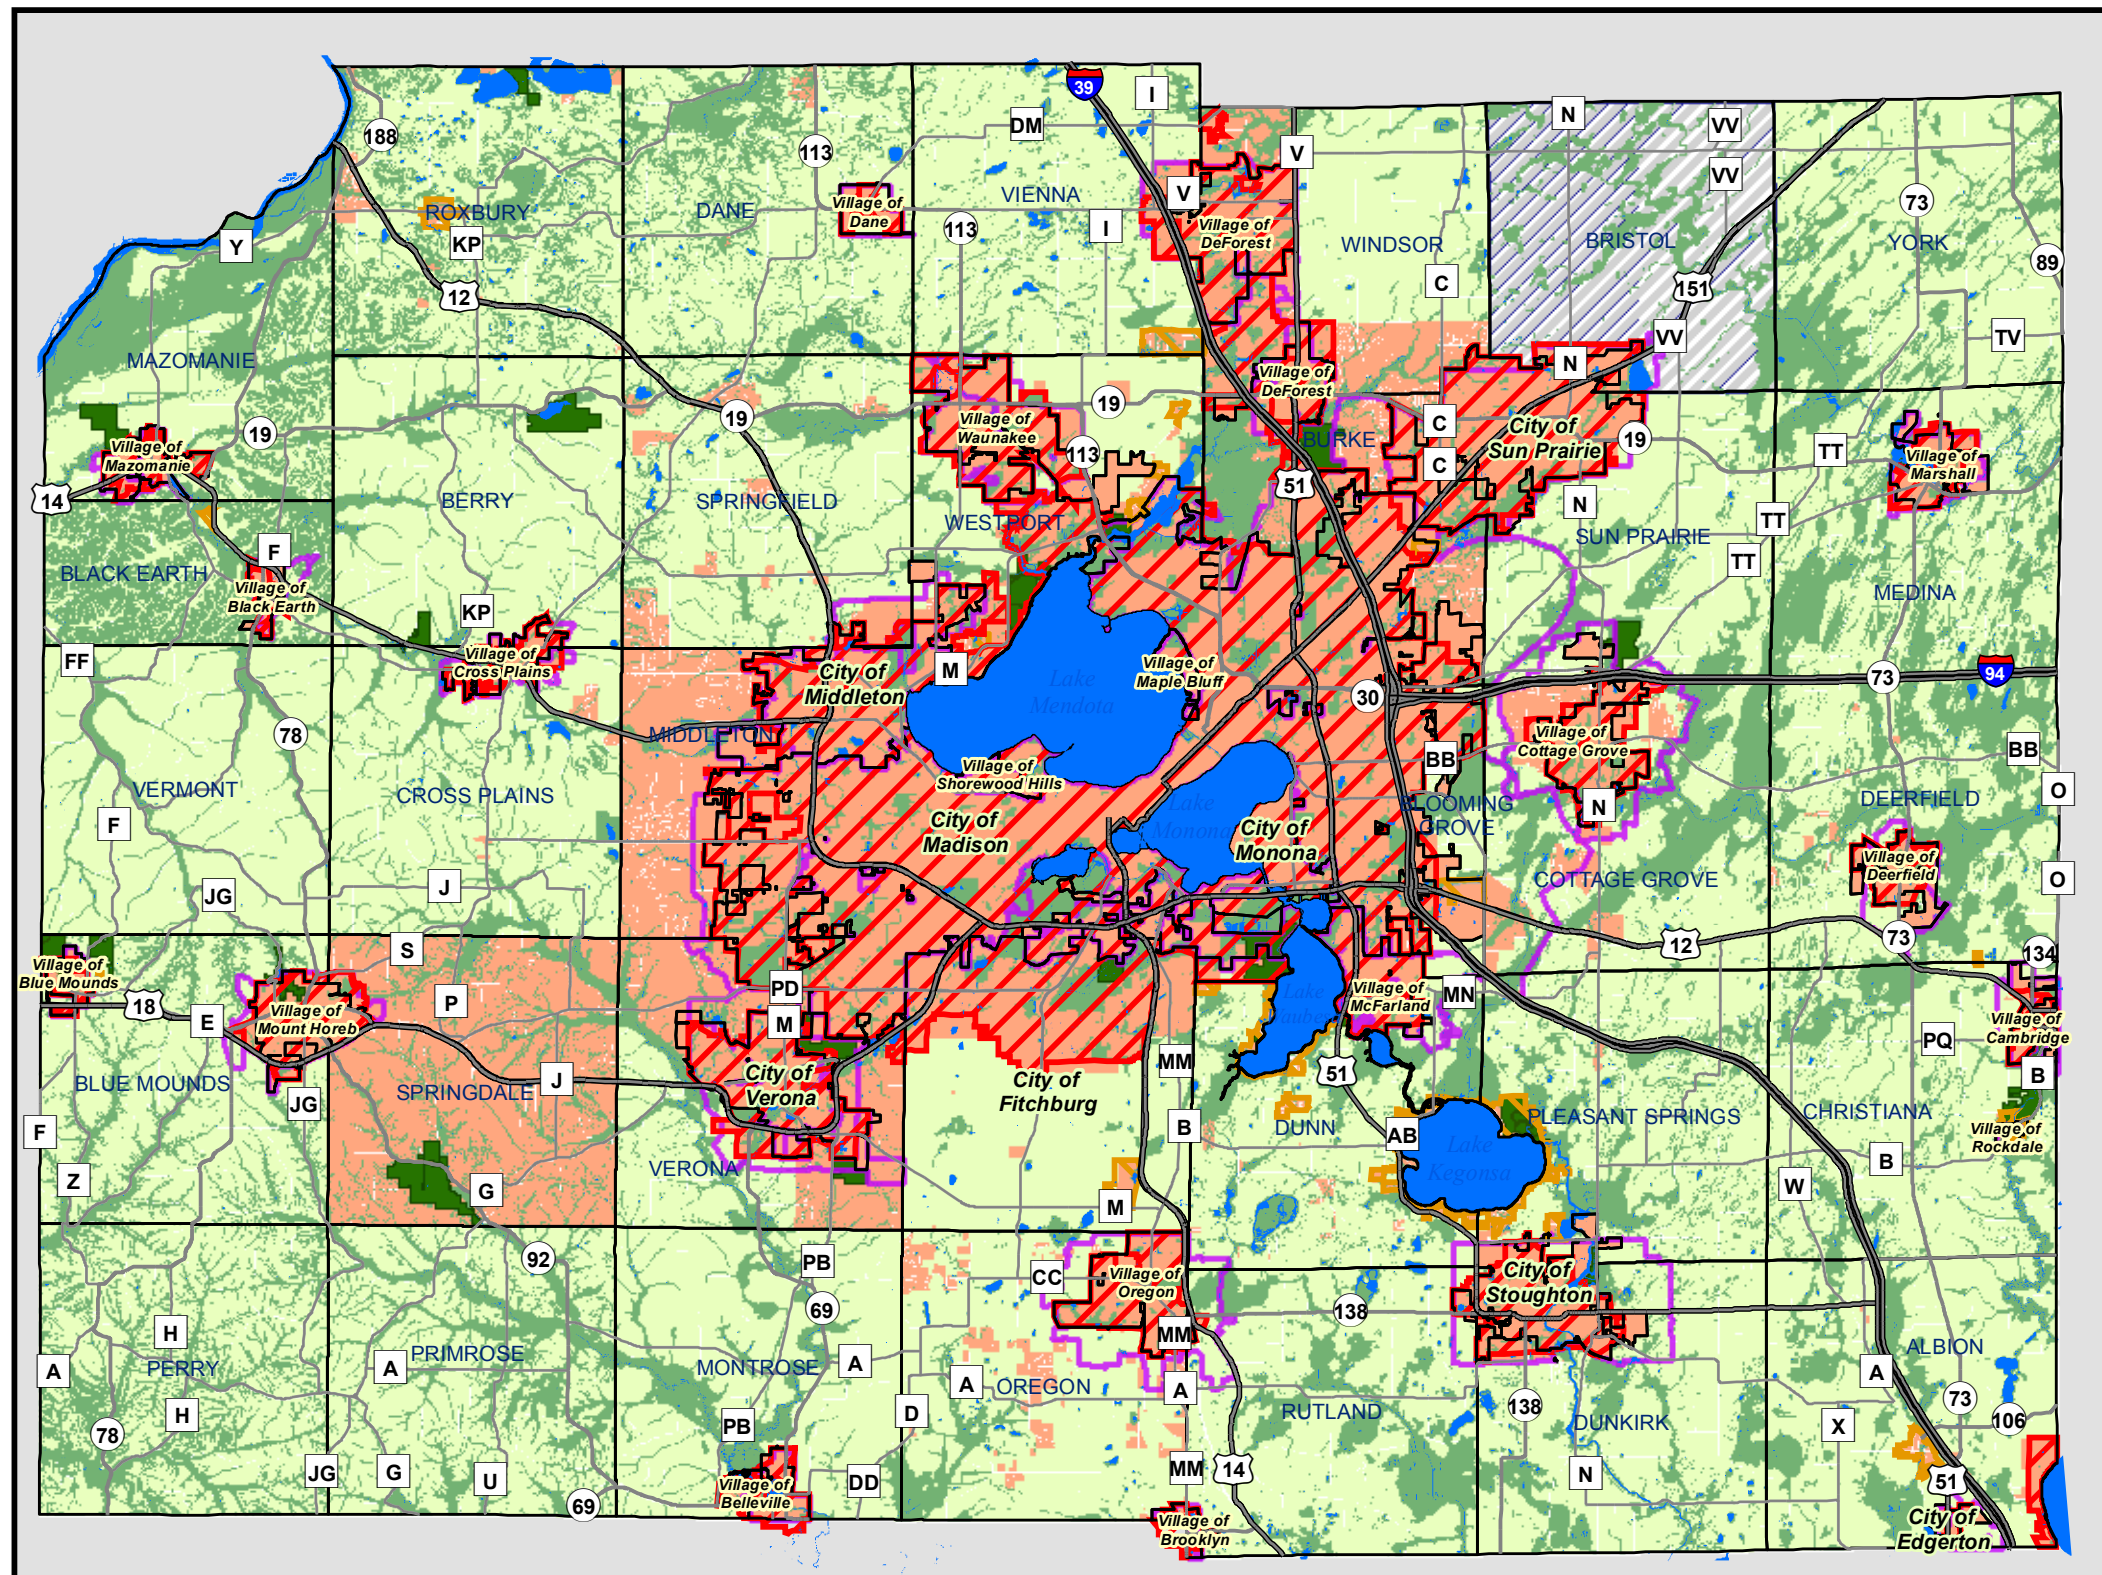 39
I
188
DM
N
VV
113
V
VV
V
VIENNA
73
ROXBURY
DANE
Village of
Dane
113
I
Village of
DeForest
WINDSOR
BRISTOL
YORK
Y
KP
89
C
12
151
VV
TV
MAZOMANIE
N
Village of
DeForest
19
19
C
Village of
Waunakee
City of
Sun Prairie
19
19
BURKE
TT
Village of
Mazomanie
113
C
Village of
Marshall
14
51
BERRY
SPRINGFIELD
N
WESTPORT
TT
SUN PRAIRIE
F
TT
BLACK EARTH
Village of
Black Earth
KP
MEDINA
FF
Village of
Cross Plains
M
City of
Middleton
Village of
Maple Bluff
Lake
Mendota
30
73
94
78
MIDDLETON
Village of
Cottage Grove
BB
BB
VERMONT
CROSS PLAINS
Village of
Shorewood Hills
Lake
Monona
BLOOMING
GROVE
N
DEERFIELD
O
F
City of
Madison
City of
Monona
Village of
Deerfield
JG
J
COTTAGE GROVE
O
S
73
12
134
Village of
Blue Mounds
PD
Lake
Village of
McFarland
MN
18
E
P
Village of
Mount Horeb
M
Village of
Cambridge
PQ
MM
51
B
BLUE MOUNDS
SPRINGDALE
J
City of
Verona
City of
Fitchburg
JG
F
B
DUNN
AB
PLEASANT SPRINGS
CHRISTIANA
Village of
Rockdale
VERONA
Lake
Kegonsa
B
Z
G
M
W
92
PB
CC
Village of
Oregon
City of
Stoughton
69
138
H
MM
PERRY
A
A
PRIMROSE
MONTROSE
A
ALBION
A
A
OREGON
A
73
H
D
RUTLAND
138
DUNKIRK
106
78
PB
X
JG
G
U
DD
MM
14
N
51
69
Village of
Belleville
Village of
Brooklyn
City of
Edgerton